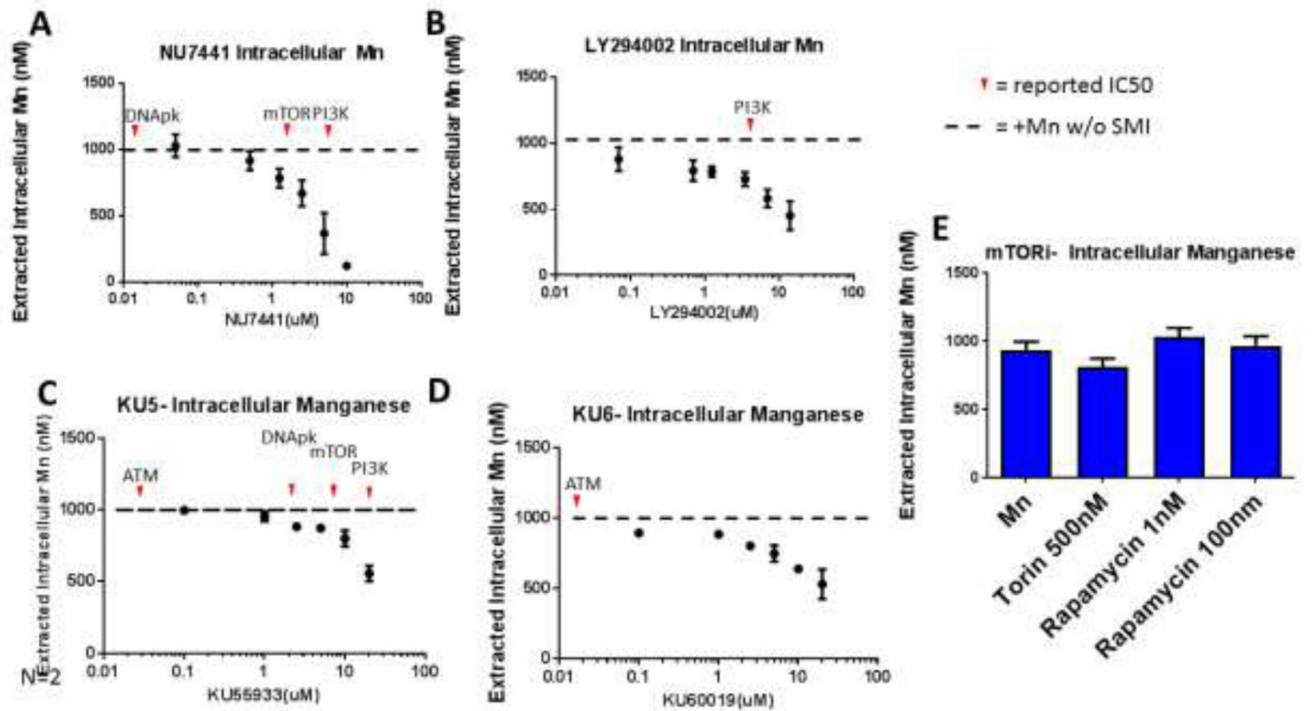 A
NU7441 Intracellular Mn
Extracted Intracellular Mn (nM)
1500
1000
500
0
DNApk
mTOR PI3K
0.01
0.1
1
10
100
NU7441(uM)
B
LY294002 Intracellular Mn
Extracted Intracellular Mn (nM)
1500
1000
500
0
PI3K
0.01
0.1
1
10
100
LY294002(uM)
= reported IC50
= +Mn w/o SMI
C
KU5- Intracellular Manganese
Extracted Intracellular Mn (nM)
1500
1000
500
0
ATM
DNApk
mTOR
PI3K
0.01
0.1
1
10
100
KU55933(uM)
N=2
D
KU6- Intracellular Manganese
Extracted Intracellular Mn (nM)
1500
1000
500
0
ATM
0.01
0.1
1
10
100
KU60019(uM)
E
mTORi- Intracellular Manganese
Extracted Intracellular Mn (nM)
1500
1000
500
0
Mn
Torin 500nM
Rapamycin 1nM
Rapamycin 100nm